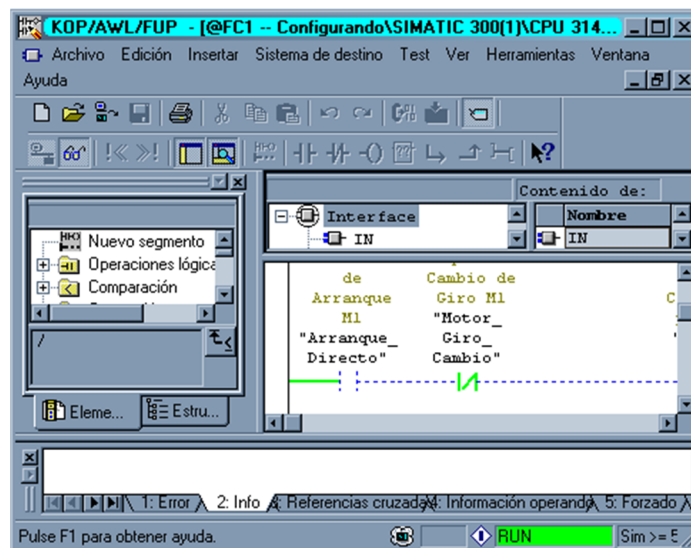 KOP/AWL/FUP - [@FC1 -- Configurando\SIMATIC 300(1)\CPU 314...
Archivo Edición Insertar Sistema de destino Test Ver Herramientas Ventana
Ayuda
Contenido de:
Interface
IN
Nombre
IN
Nuevo segmento
Operaciones lógica
Comparación
/
Eleme...
Estru...
de
Arranque
M1
"Arranque_
Directo"
Cambio de
Giro M1
"Motor_
Giro_
Cambio"
C
1: Error
2: Info
3: Referencias cruzadas
4: Información operando
5: Forzado
Pulse F1 para obtener ayuda.
RUN
Sim >= E